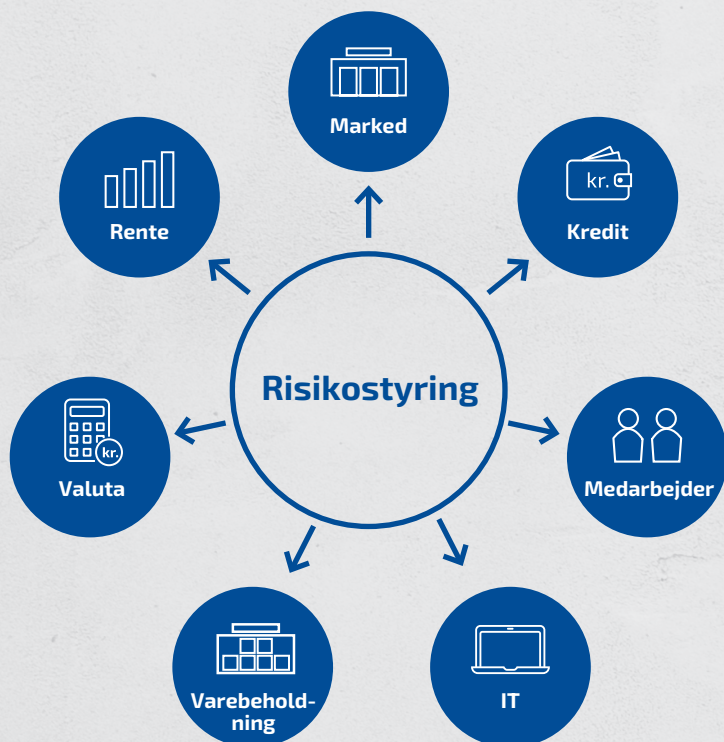 Marked
kr.
Kredit
Rente
Risikostyring
kr.
Valuta
Medarbejder
Varebehold-
ning
IT